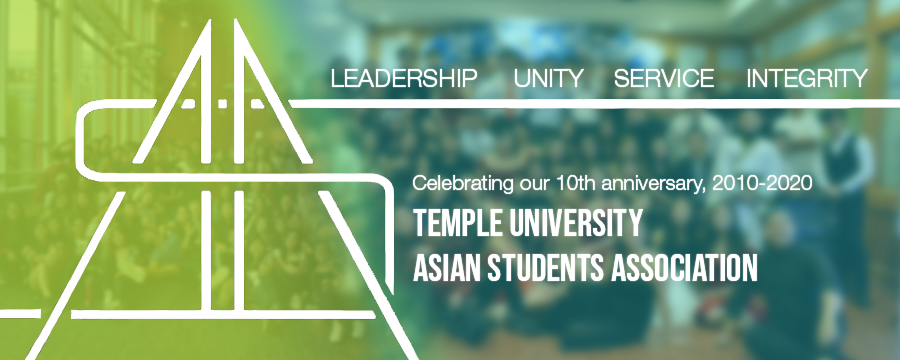 LEADERSHIP UNITY SERVICE INTEGRITY
Celebrating our 10th anniversary, 2010-2020
TEMPLE UNIVERSITY
ASIAN STUDENTS ASSOCIATION